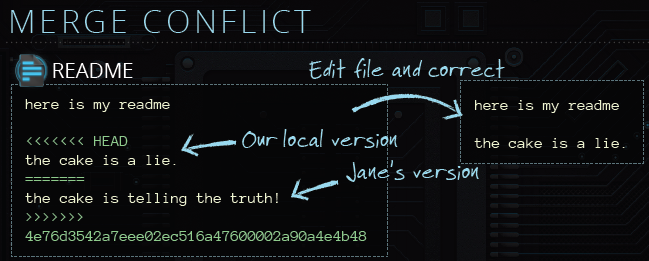 MERGE CONFLICT
README
Edit file and correct
here is my readme
<<<<<<< HEAD
the cake is a lie.
=======
the cake is telling the truth!
>>>>>>>
4e76d3542a7eee02ec516a47600002a90a4e4b48
Our local version
Jane's version
here is my readme
the cake is a lie.